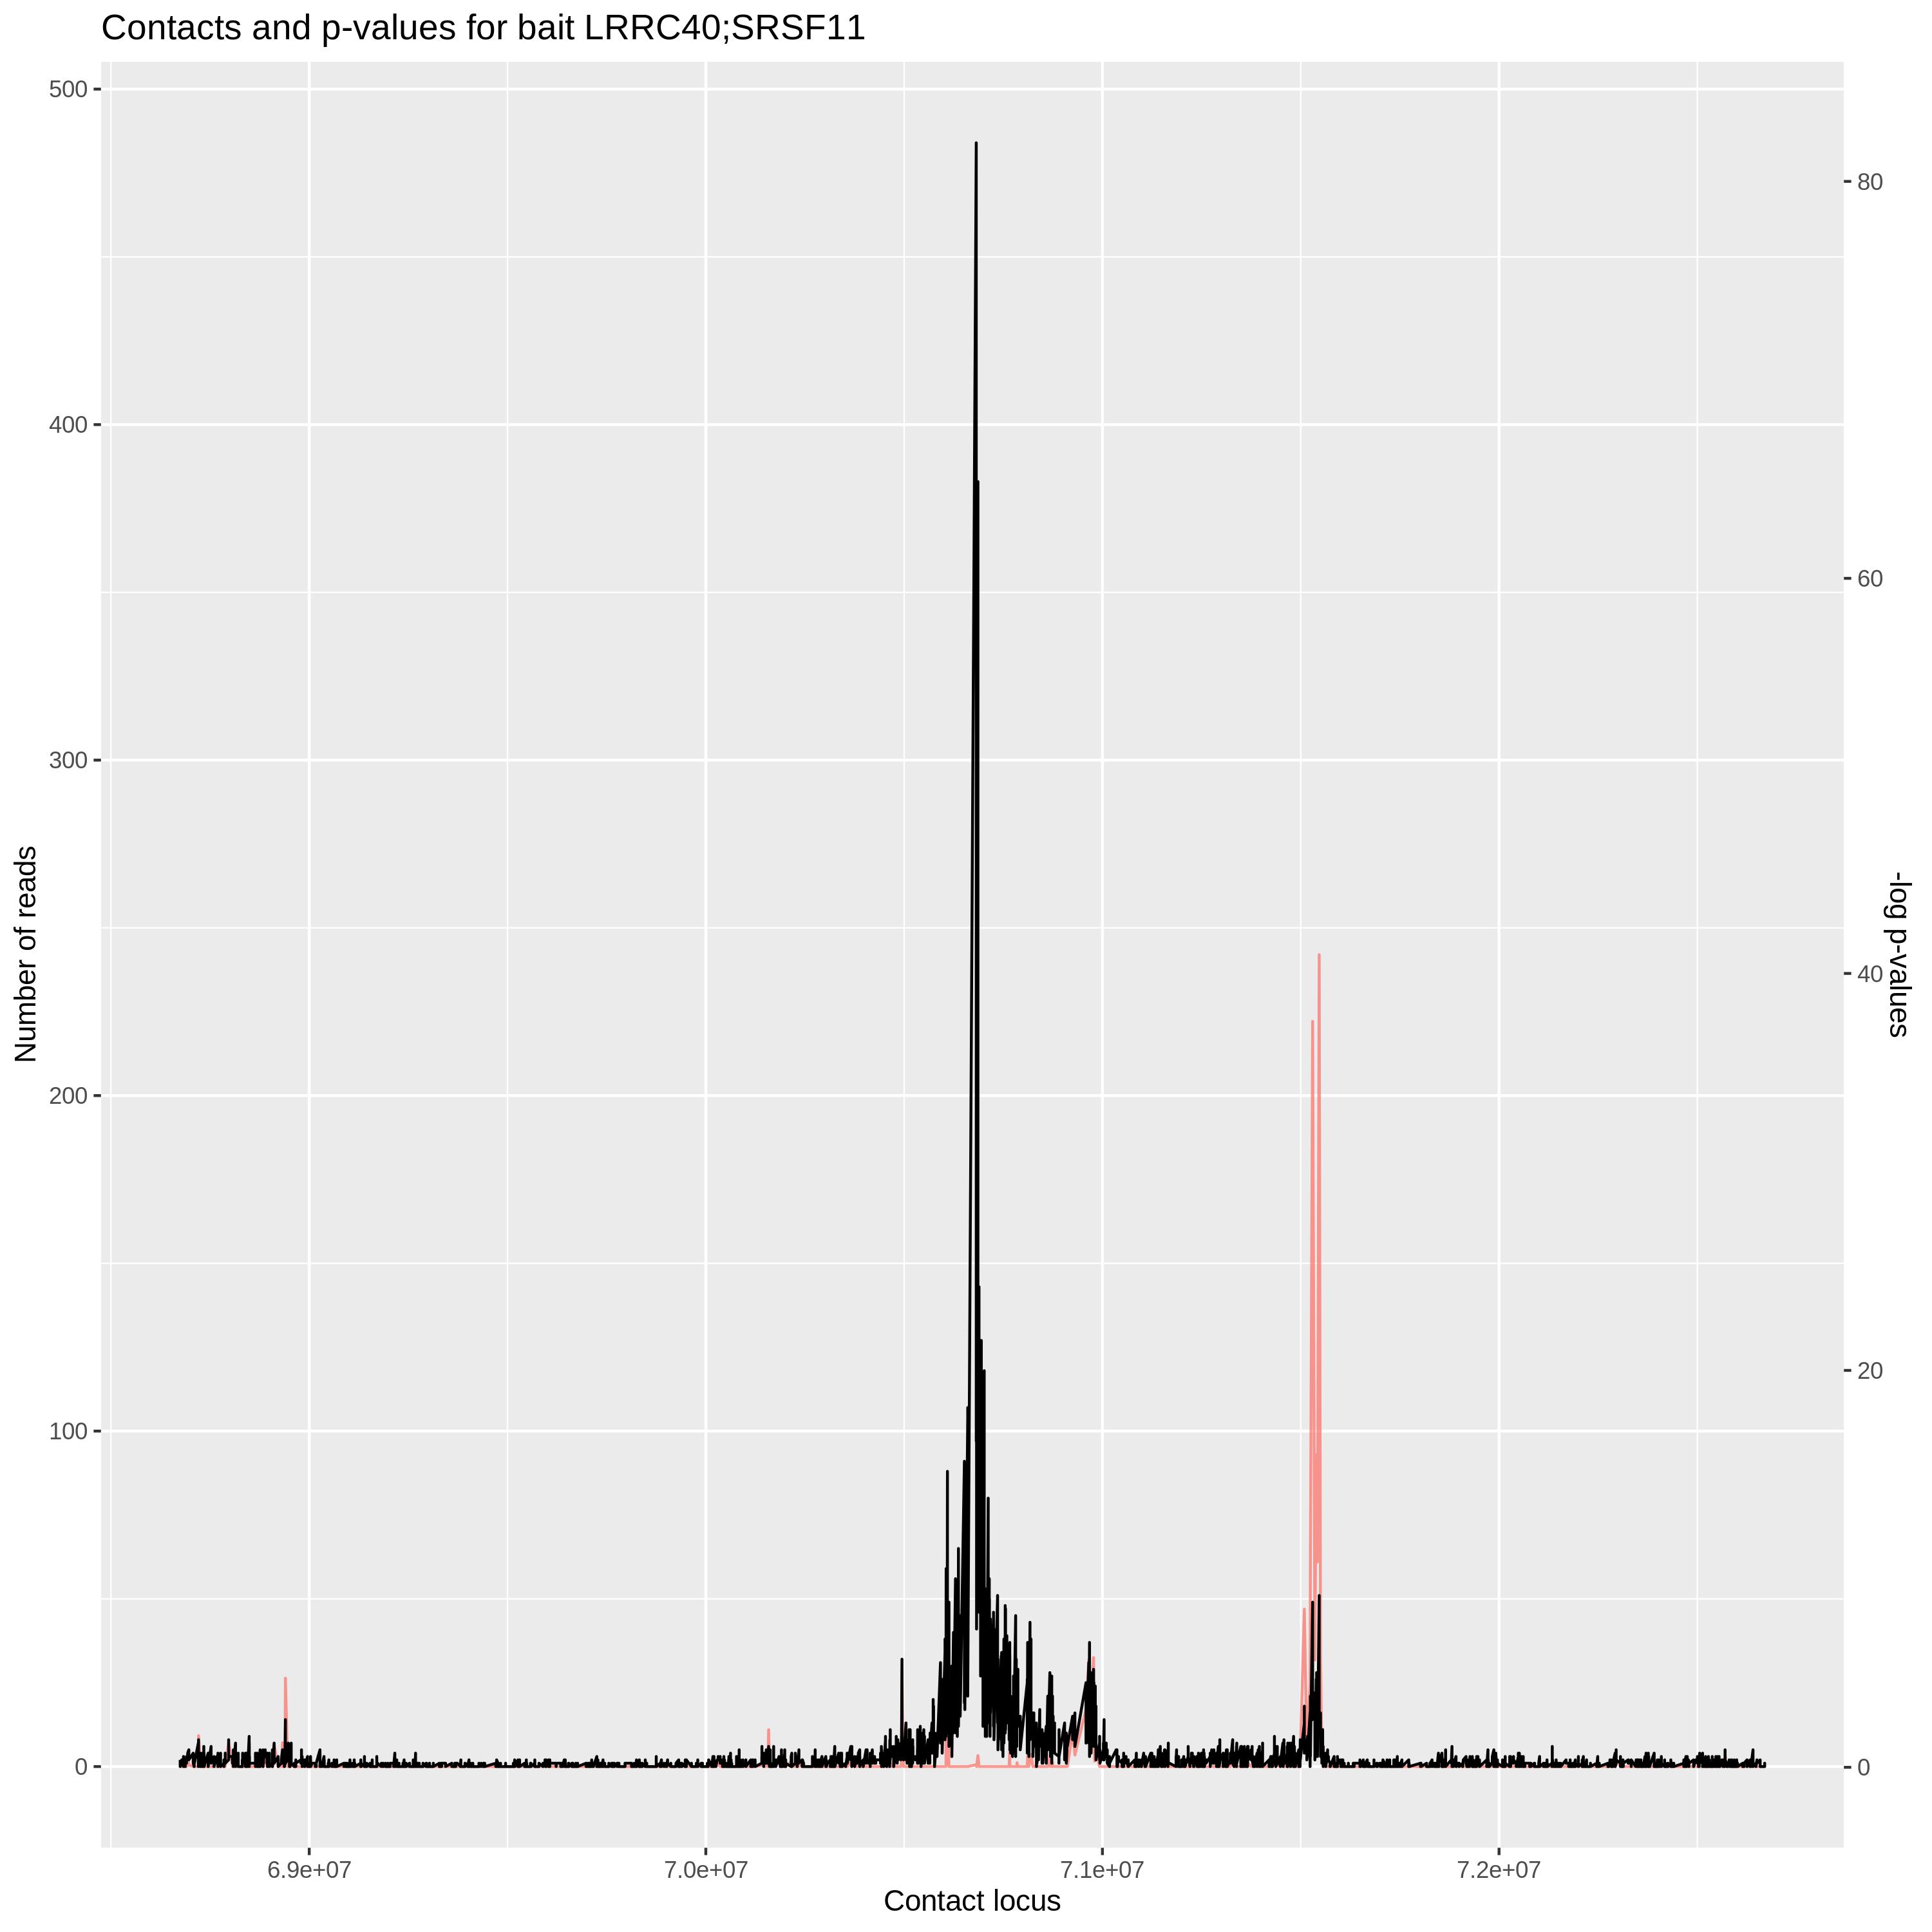 Contacts and p-values for bait LRRC40;SRSF11
500
400
300
200
100
0
Number of reads
80
60
40
20
0
-log p-values
6.9e+07
7.0e+07
7.1e+07
7.2e+07
Contact locus